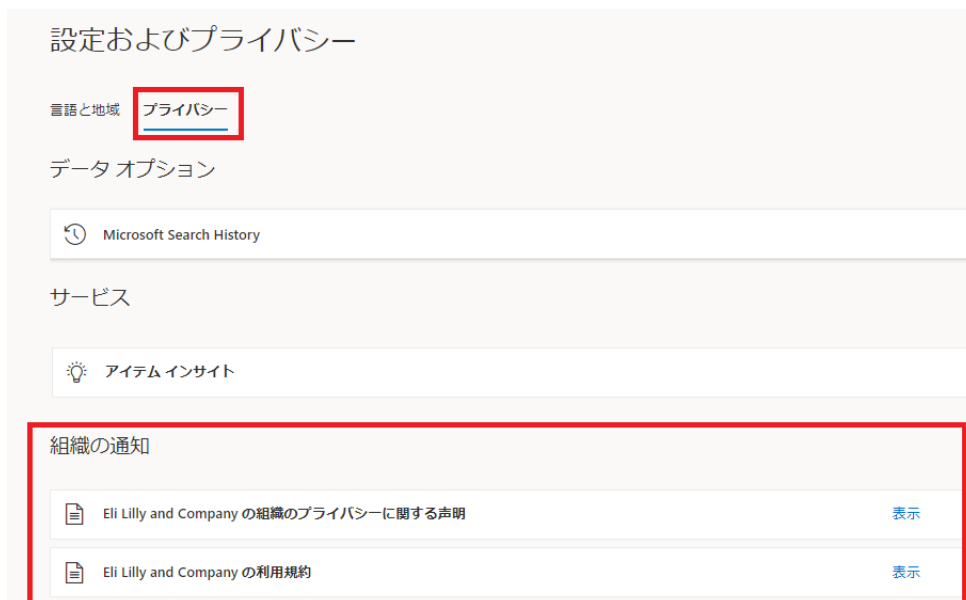 設定およびプライバシー
言語と地域 プライバシー
データ オプション
Microsoft Search History
サービス
アイテム インサイト
組織の通知
Eli Lilly and Company の組織のプライバシーに関する声明 表示
Eli Lilly and Company の利用規約 表示